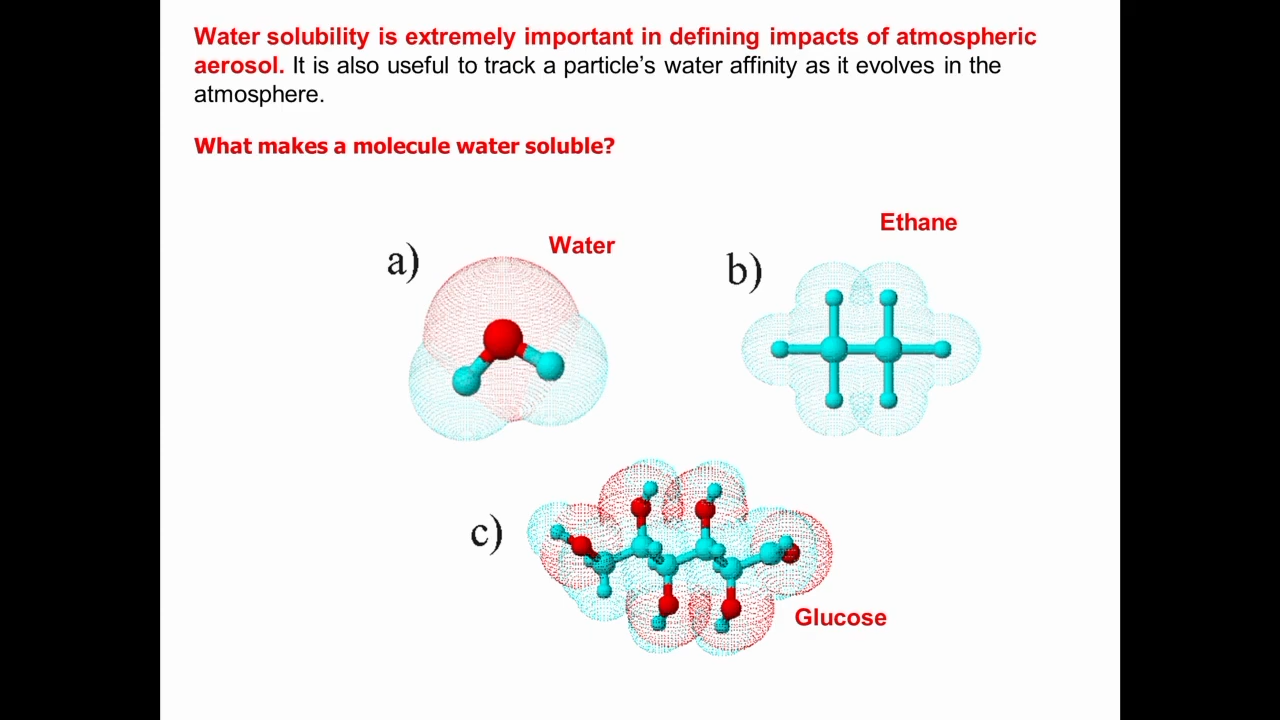 Water solubility is extremely important in defining impacts of atmospheric
aerosol. It is also useful to track a particle’s water affinity as it evolves in the
atmosphere.
What makes a molecule water soluble?
a)
Water
b)
Ethane
c)
Glucose